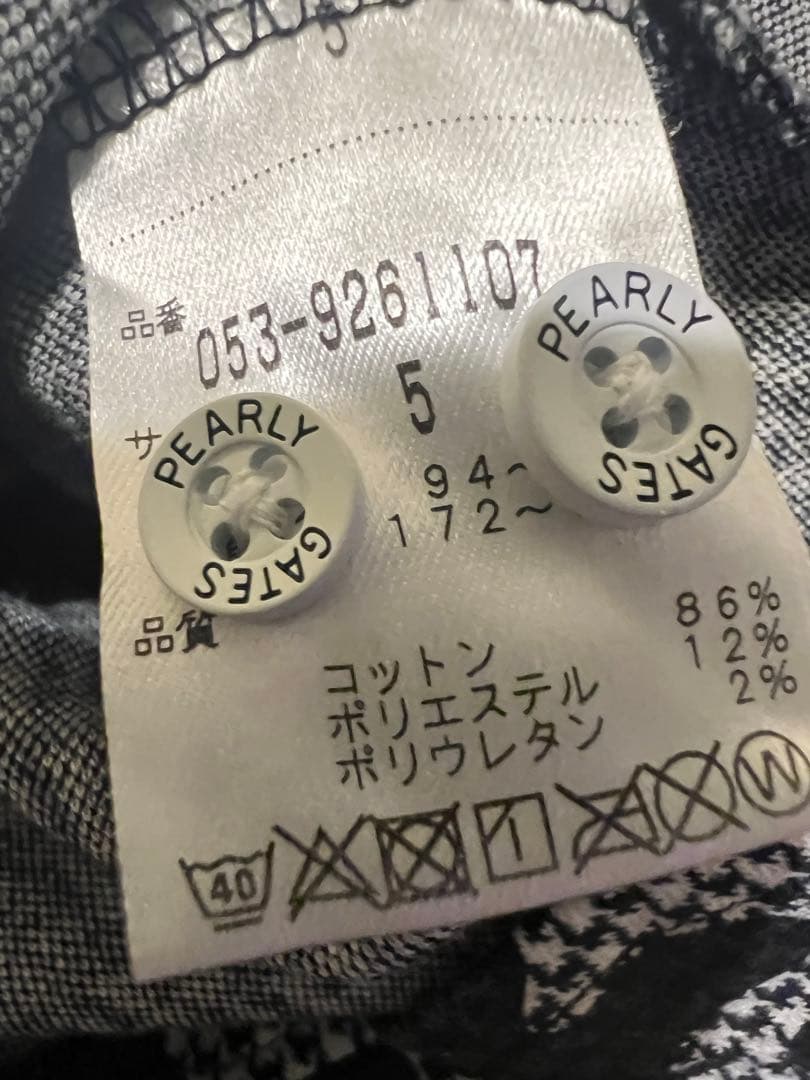 品番 053-9261107
サ 5
94~
172~
PEARLY
GATES
PEARLY
GATES
品質
コットン 86%
ポリエステル 12%
ポリウレタン 2%
40
W